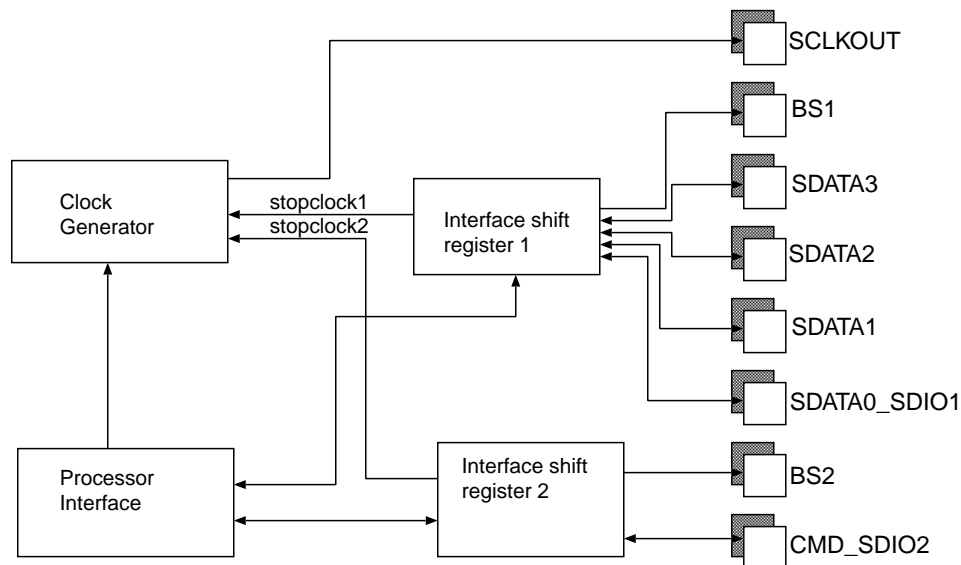 SCLKOUT
BS1
SDATA3
Clock
Generator
stopclock1
stopclock2
Interface shift
register 1
SDATA2
SDATA1
SDATA0_SDIO1
Processor
Interface
Interface shift
register 2
BS2
CMD_SDIO2